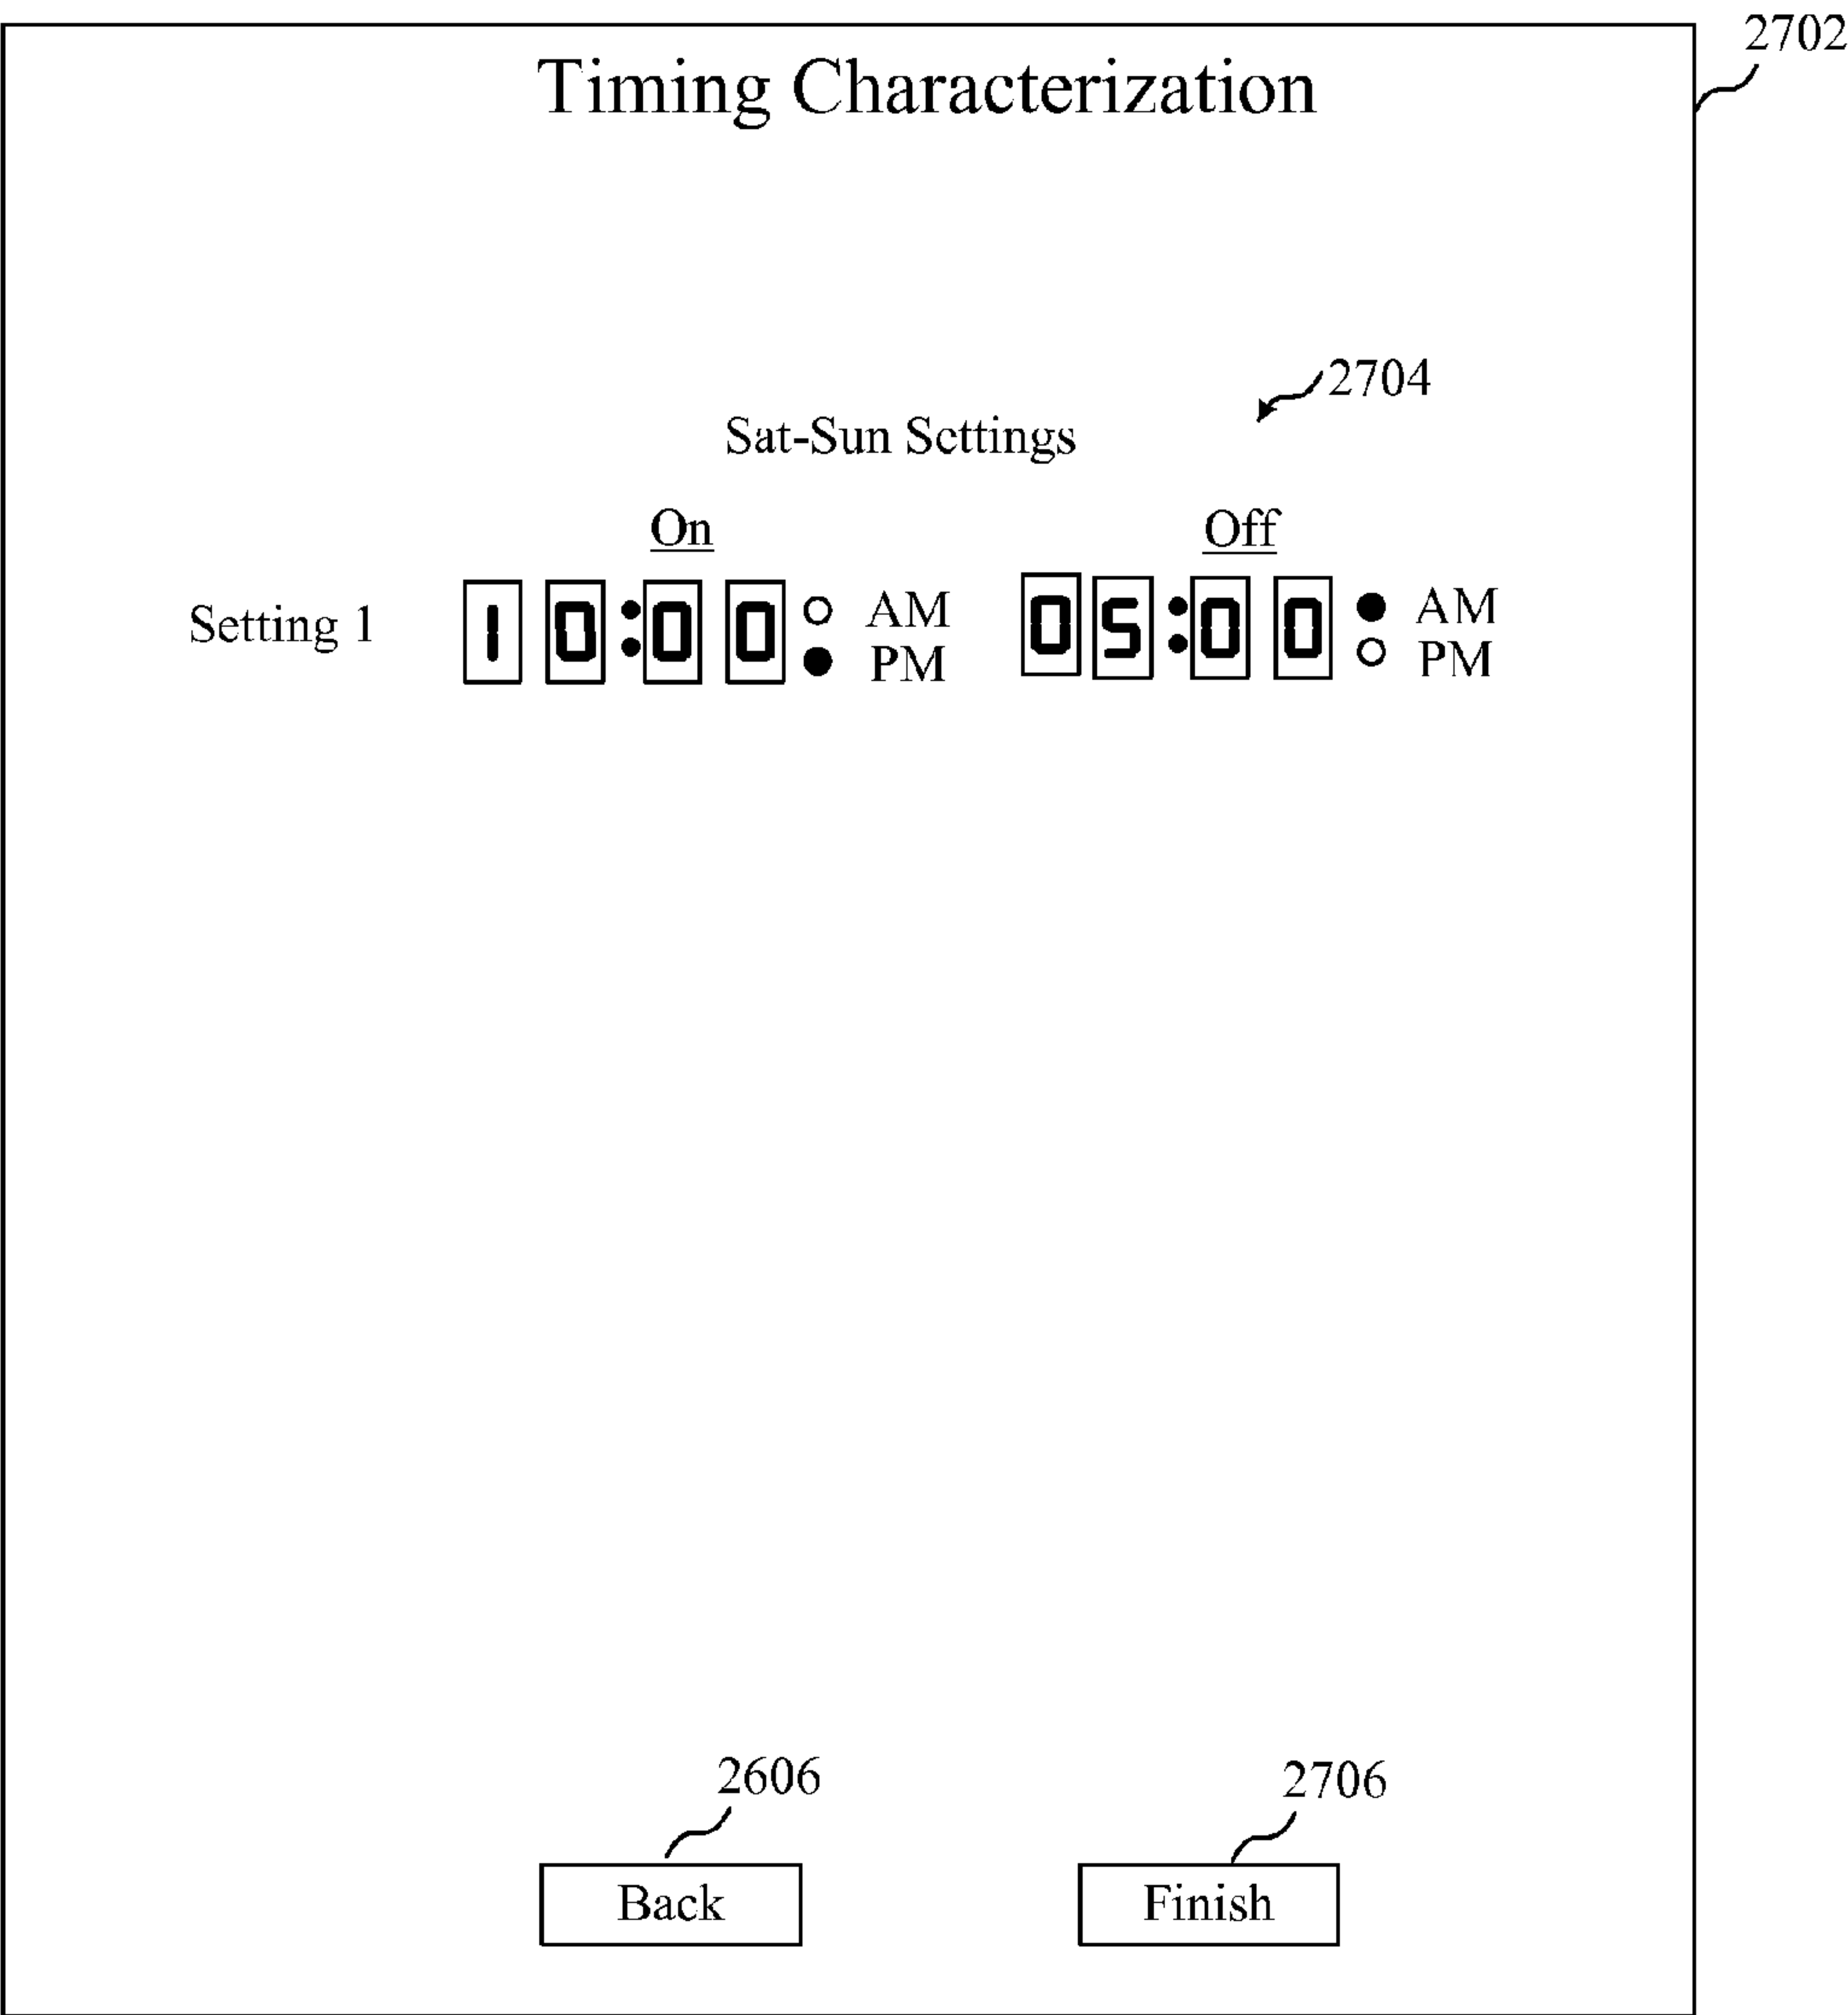 2702
Timing Characterization
2704
Sat-Sun Settings
On Off
Setting 1 10:00 AM PM 05:00 AM PM
2606 2706
Back Finish